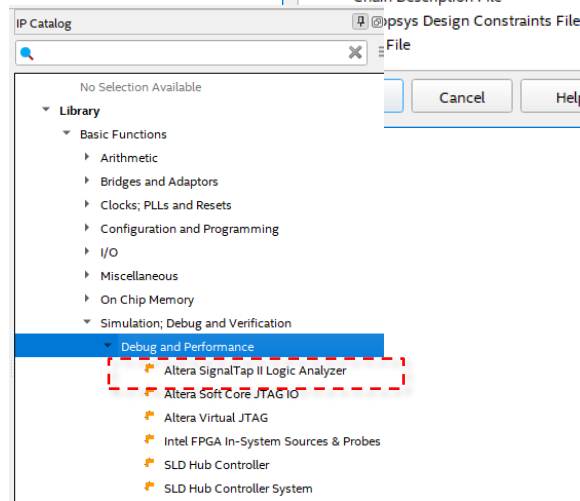 IP Catalog
opsys Design Constraints File
File
No Selection Available
Library
Cancel
Help
Basic Functions
Arithmetic
Bridges and Adaptors
Clocks; PLLs and Resets
Configuration and Programming
I/O
Miscellaneous
On Chip Memory
Simulation; Debug and Verification
Debug and Performance
Altera SignalTap II Logic Analyzer
Altera Soft Core JTAG IO
Altera Virtual JTAG
Intel FPGA In-System Sources & Probes
SLD Hub Controller
SLD Hub Controller System